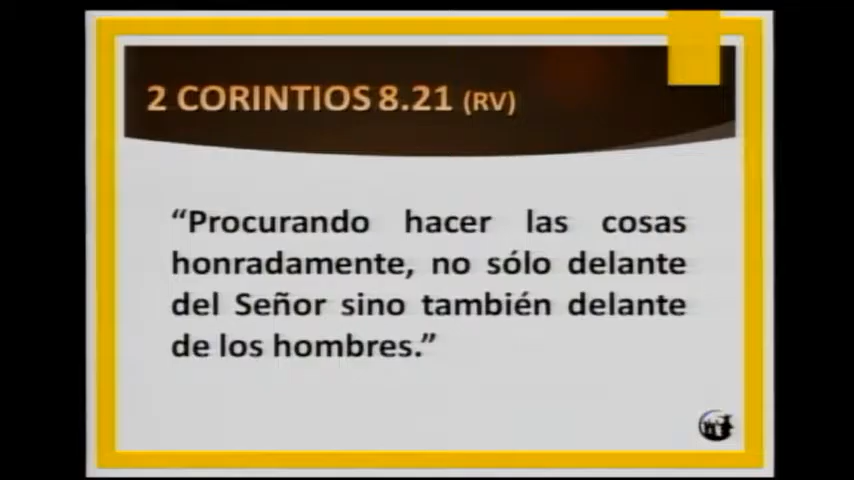 2 CORINTIOS 8.21 (RV)
“Procurando hacer las cosas
honradamente, no sólo delante
del Señor sino también delante
de los hombres.”